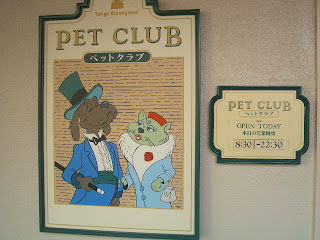 Tokyo Disneyland
PET CLUB
ペットクラブ
PET CLUB
ペットクラブ
OPEN TODAY
本日の営業時間
8:30-22:30